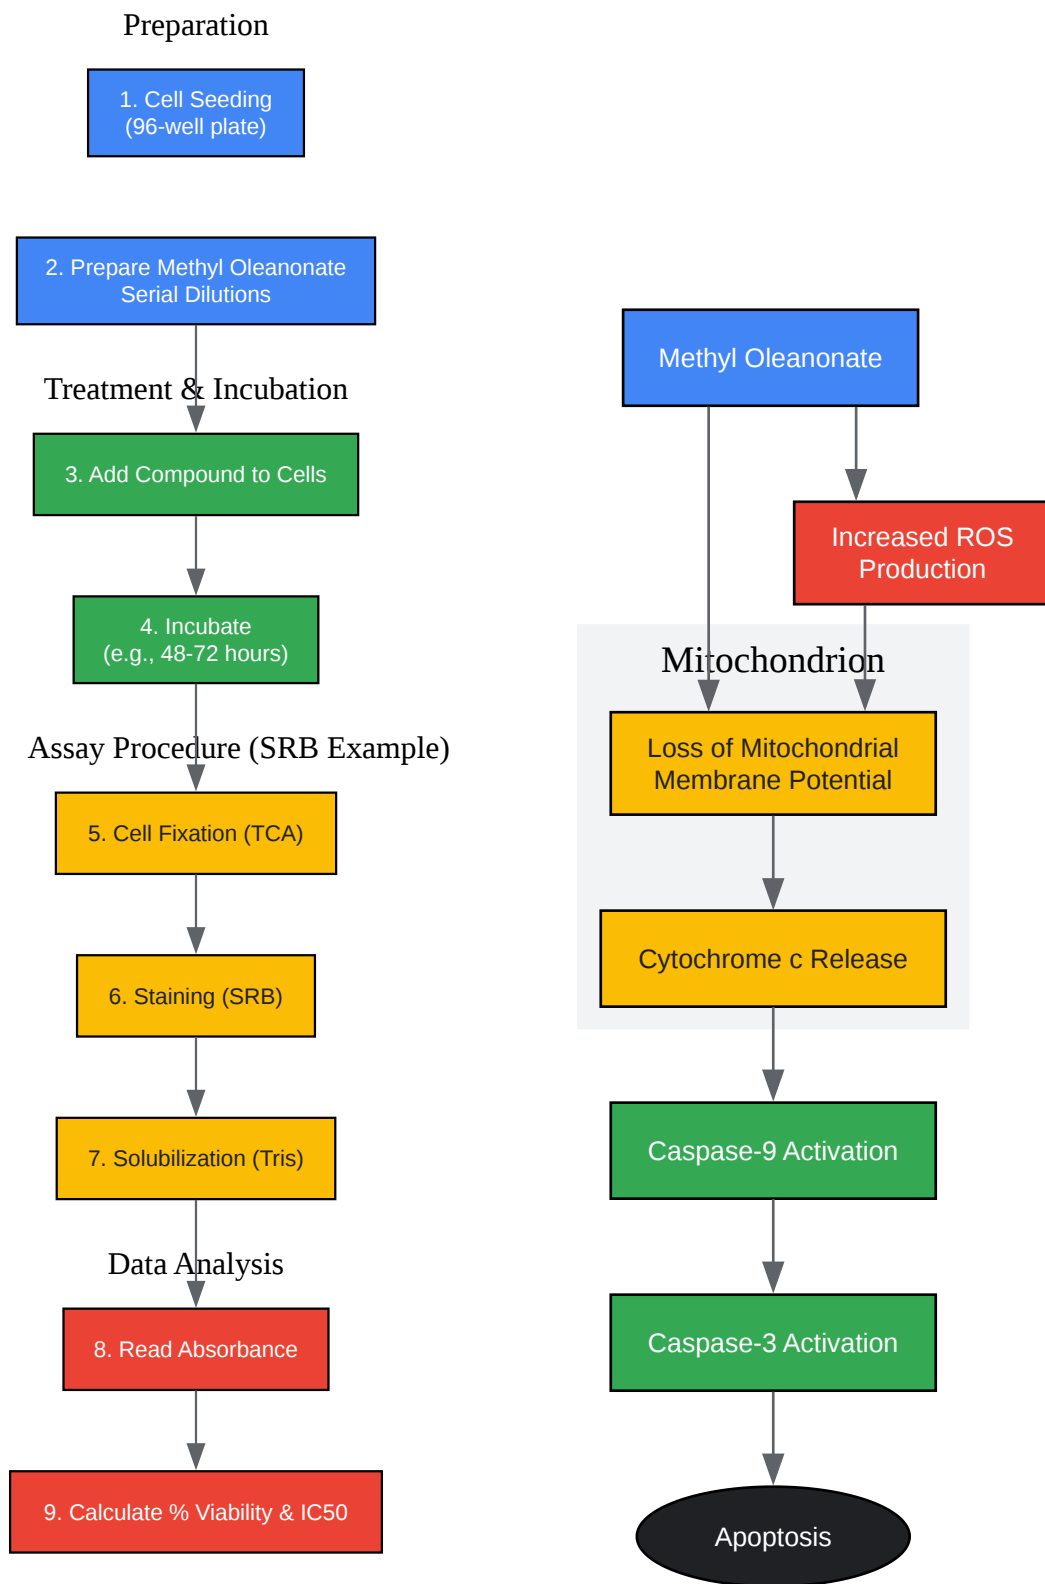 Preparation
1. Cell Seeding
(96-well plate)
2. Prepare Methyl Oleanonate
Serial Dilutions
Treatment & Incubation
3. Add Compound to Cells
4. Incubate
(e.g., 48-72 hours)
Assay Procedure (SRB Example)
5. Cell Fixation (TCA)
6. Staining (SRB)
7. Solubilization (Tris)
Data Analysis
8. Read Absorbance
9. Calculate % Viability & IC50
Methyl Oleanonate
Increased ROS
Production
Mitochondrion
Loss of Mitochondrial
Membrane Potential
Cytochrome c Release
Caspase-9 Activation
Caspase-3 Activation
Apoptosis